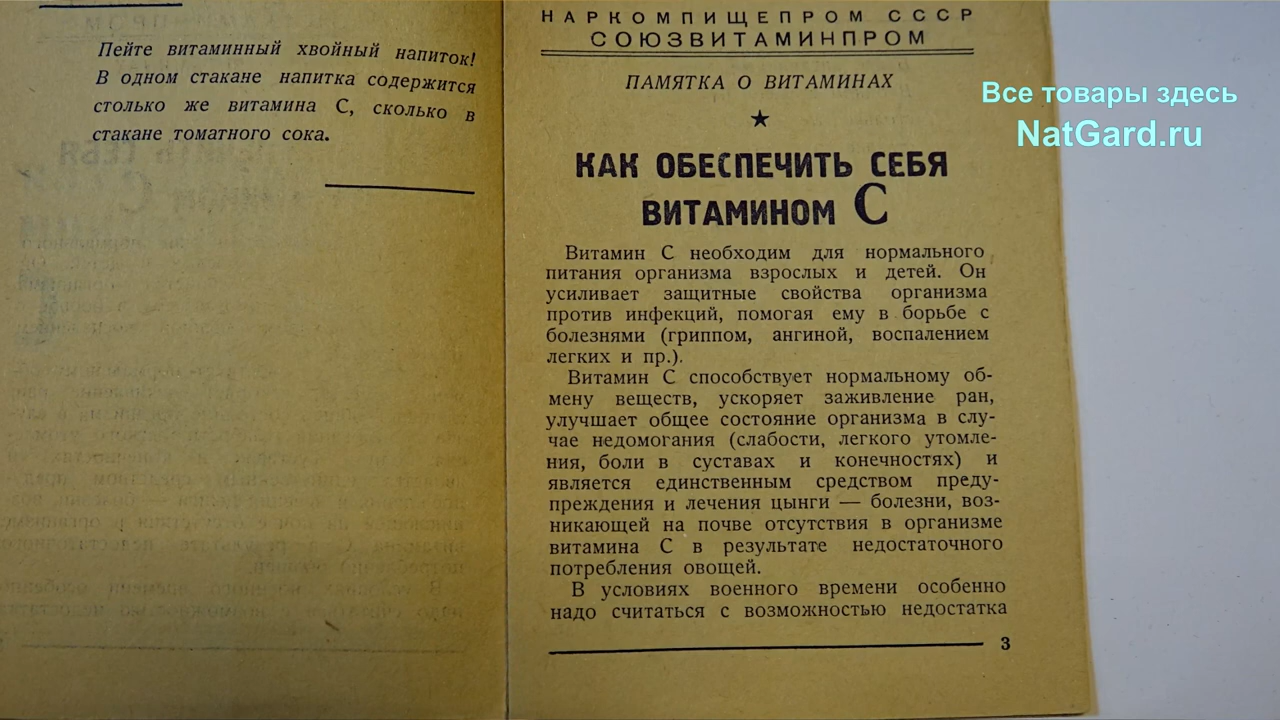 Пейте витаминный хвойный напиток!
В одном стакане напитка содержится
столько же витамина С, сколько в
стакане томатного сока.
НАРКОМПИЩЕПРОМ СССР
СОЮЗВИТАМИНПРОМ
ПАМЯТКА О ВИТАМИНАХ
★
КАК ОБЕСПЕЧИТЬ СЕБЯ
ВИТАМИНОМ С
Витамин С необходим для нормального
питания организма взрослых и детей. Он
усиливает защитные свойства организма
против инфекций, помогая ему в борьбе с
болезнями (гриппом, ангиной, воспалением
легких и пр.).
Витамин С способствует нормальному об-
мену веществ, ускоряет заживление ран,
улучшает общее состояние организма в слу-
чае недомогания (слабости, легкого утомле-
ния, боли в суставах и конечностях) и
является единственным средством преду-
преждения и лечения цынги — болезни, воз-
никающей на почве отсутствия в организме
витамина С в результате недостаточного
потребления овощей.
В условиях военного времени особенно
надо считаться с возможностью недостатка
3
Все товары здесь
NatGard.ru